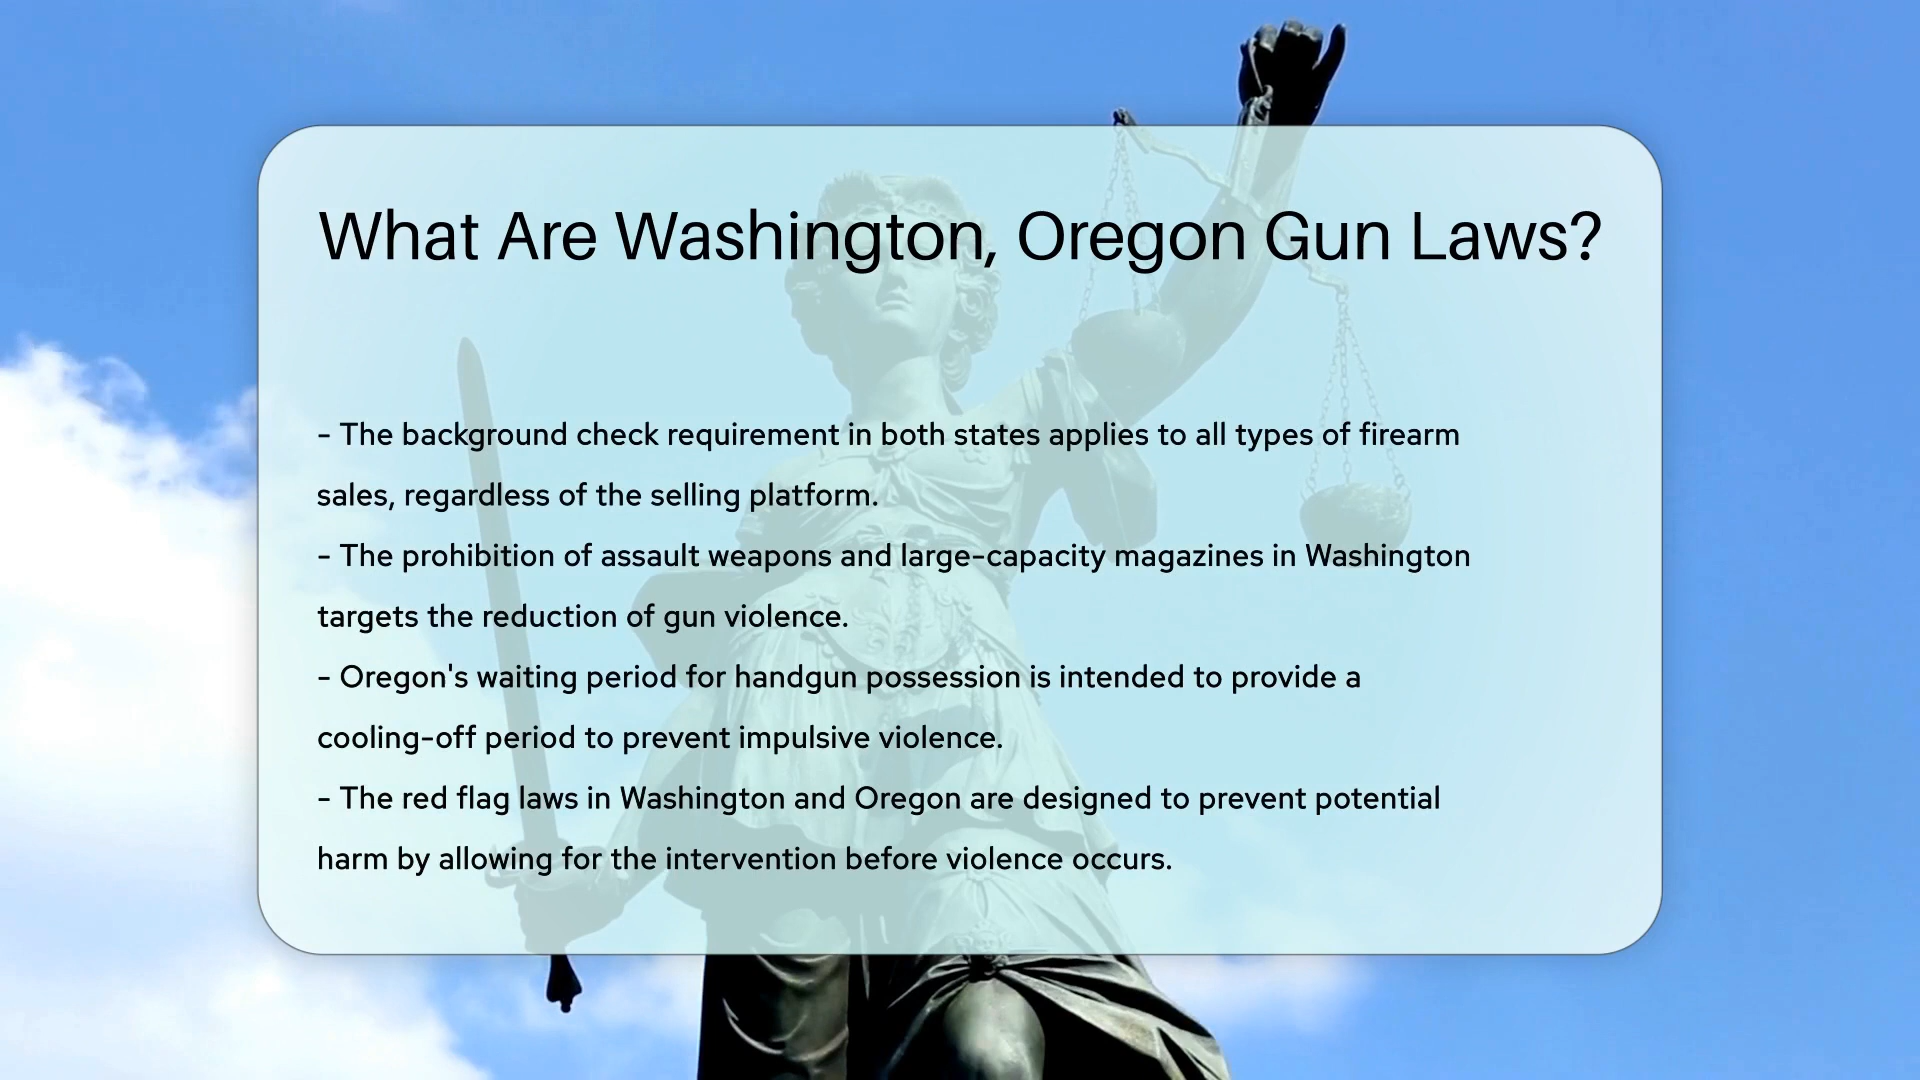 What Are Washington, Oregon Gun Laws?
- The background check requirement in both states applies to all types of firearm
sales, regardless of the selling platform.
- The prohibition of assault weapons and large-capacity magazines in Washington
targets the reduction of gun violence.
- Oregon's waiting period for handgun possession is intended to provide a
cooling-off period to prevent impulsive violence.
- The red flag laws in Washington and Oregon are designed to prevent potential
harm by allowing for the intervention before violence occurs.